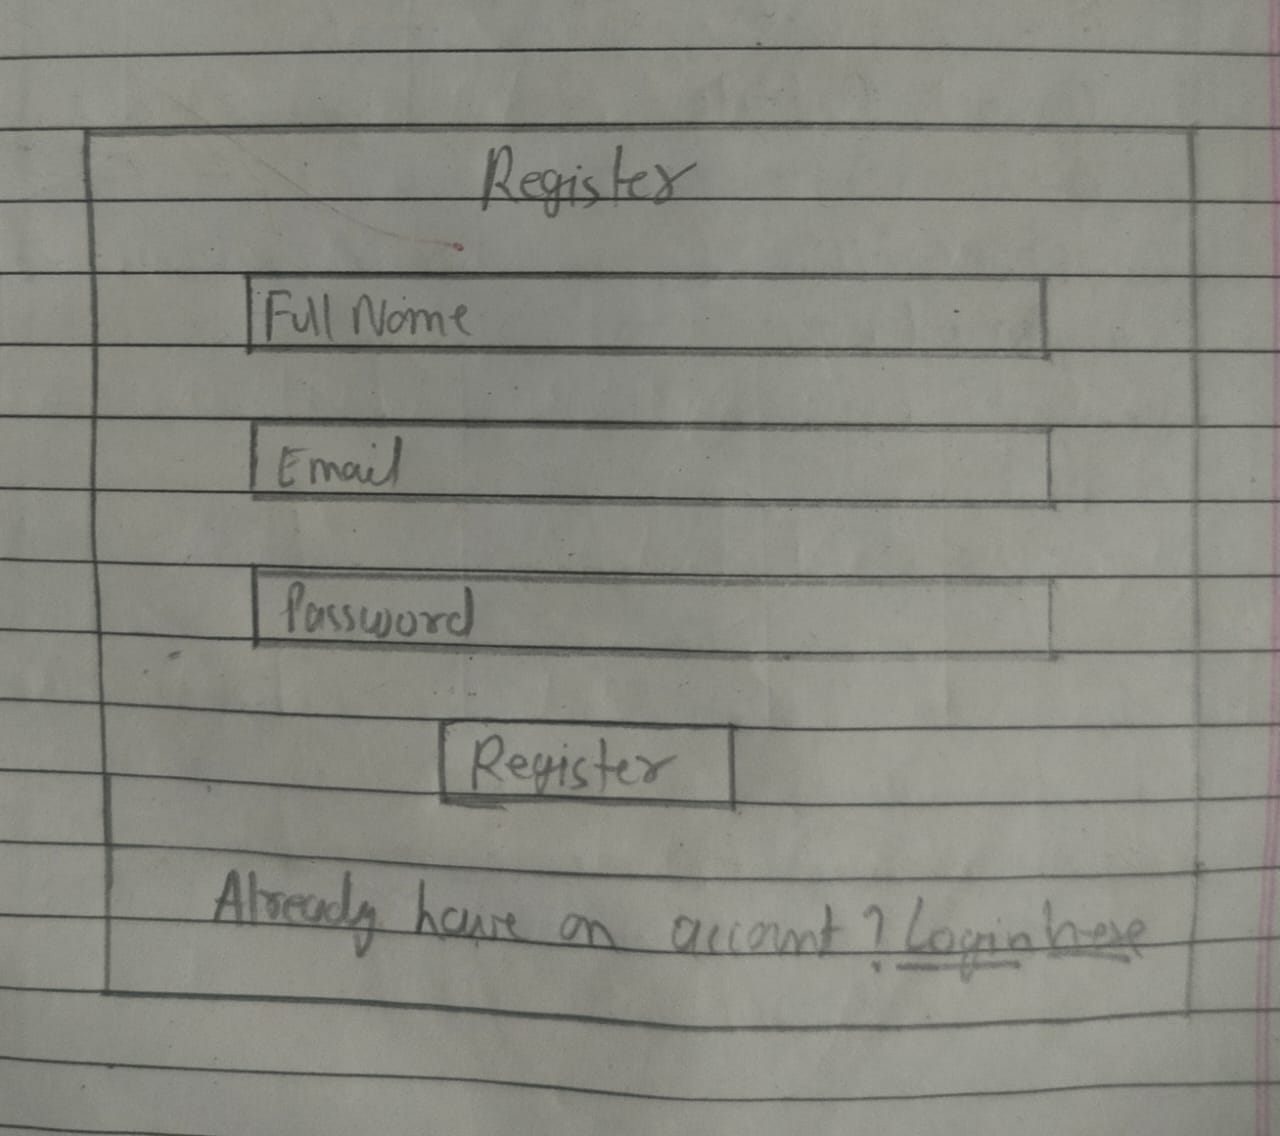 Register
Full Name
Email
Password
Register
Already have an account? Login here